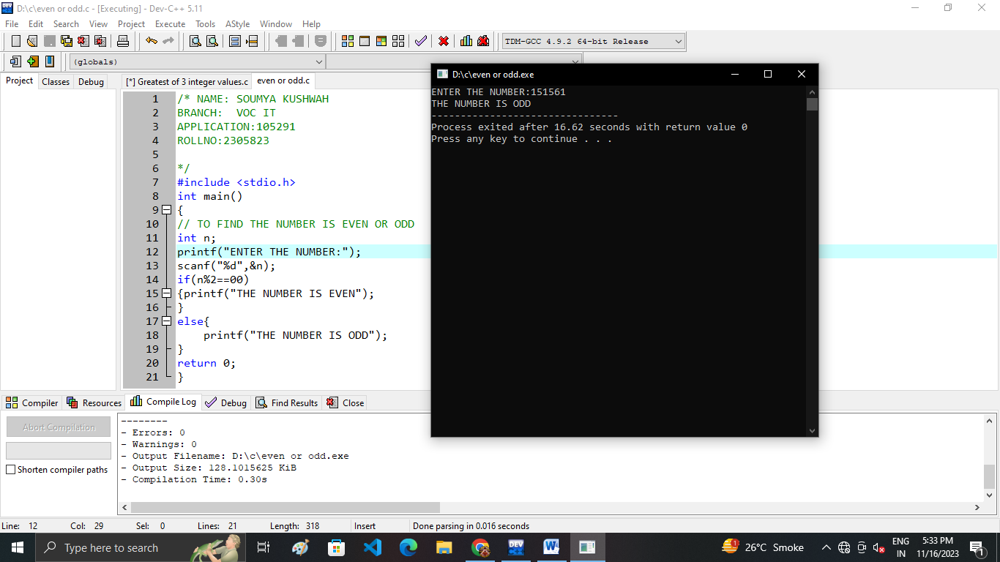 D:\c\even or odd.c - [Executing] - Dev-C++ 5.11
File Edit Search View Project Execute Tools AStyle Window Help
TDM-GCC 4.9.2 64-bit Release
(globals)
Project Classes Debug
[*] Greatest of 3 integer values.c even or odd.c
1 /* NAME: SOUMYA KUSHWAH
2 BRANCH:  VOC IT
3 APPLICATION:105291
4 ROLLNO:2305823
5
6 */
7 #include <stdio.h>
8 int main()
9 {
10 // TO FIND THE NUMBER IS EVEN OR ODD
11 int n;
12 printf("ENTER THE NUMBER:");
13 scanf("%d",&n);
14 if(n%2==00)
15 {printf("THE NUMBER IS EVEN");
16 }
17 else{
18     printf("THE NUMBER IS ODD");
19 }
20 return 0;
21 }
D:\c\even or odd.exe
ENTER THE NUMBER:151561
THE NUMBER IS ODD
--------------------------------
Process exited after 16.62 seconds with return value 0
Press any key to continue . . .
Compiler Resources Compile Log Debug Find Results Close
Abort Compilation
Shorten compiler paths
--------
- Errors: 0
- Warnings: 0
- Output Filename: D:\c\even or odd.exe
- Output Size: 128.1015625 KiB
- Compilation Time: 0.30s
Line: 12 Col: 29 Sel: 0 Lines: 21 Length: 318 Insert Done parsing in 0.016 seconds
Type here to search
DEV
W
1
26°C Smoke
ENG
IN
5:33 PM
11/16/2023
1